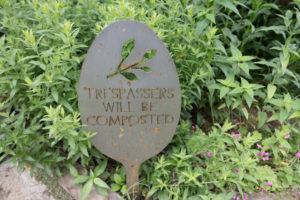 TRESPASSERS
WILL BE
COMPOSTED